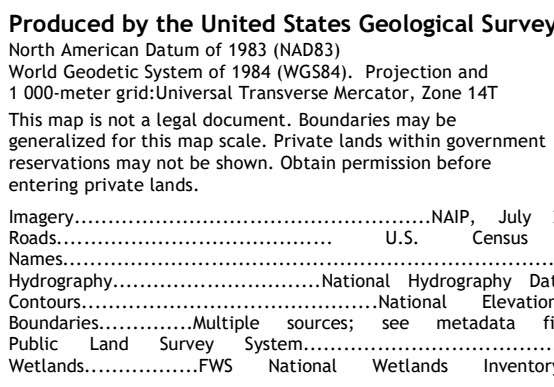 Produced by the United States Geological Survey
North American Datum of 1983 (NAD83)
World Geodetic System of 1984 (WGS84). Projection and
1 000-meter grid:Universal Transverse Mercator, Zone 14T
This map is not a legal document. Boundaries may be
generalized for this map scale. Private lands within government
reservations may not be shown. Obtain permission before
entering private lands.
Imagery.....................................................NAIP, July
Roads......................................... U.S. Census
Names.........................................................................
Hydrography...............................National Hydrography
Contours............................................National Elevation
Boundaries..............Multiple sources; see metadata
Public Land Survey System.....................................
Wetlands.................FWS National Wetlands Inventory